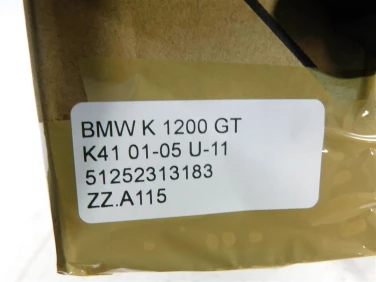 BMW K 1200 GT
K41 01-05 U-11
51252313183
ZZ.A115